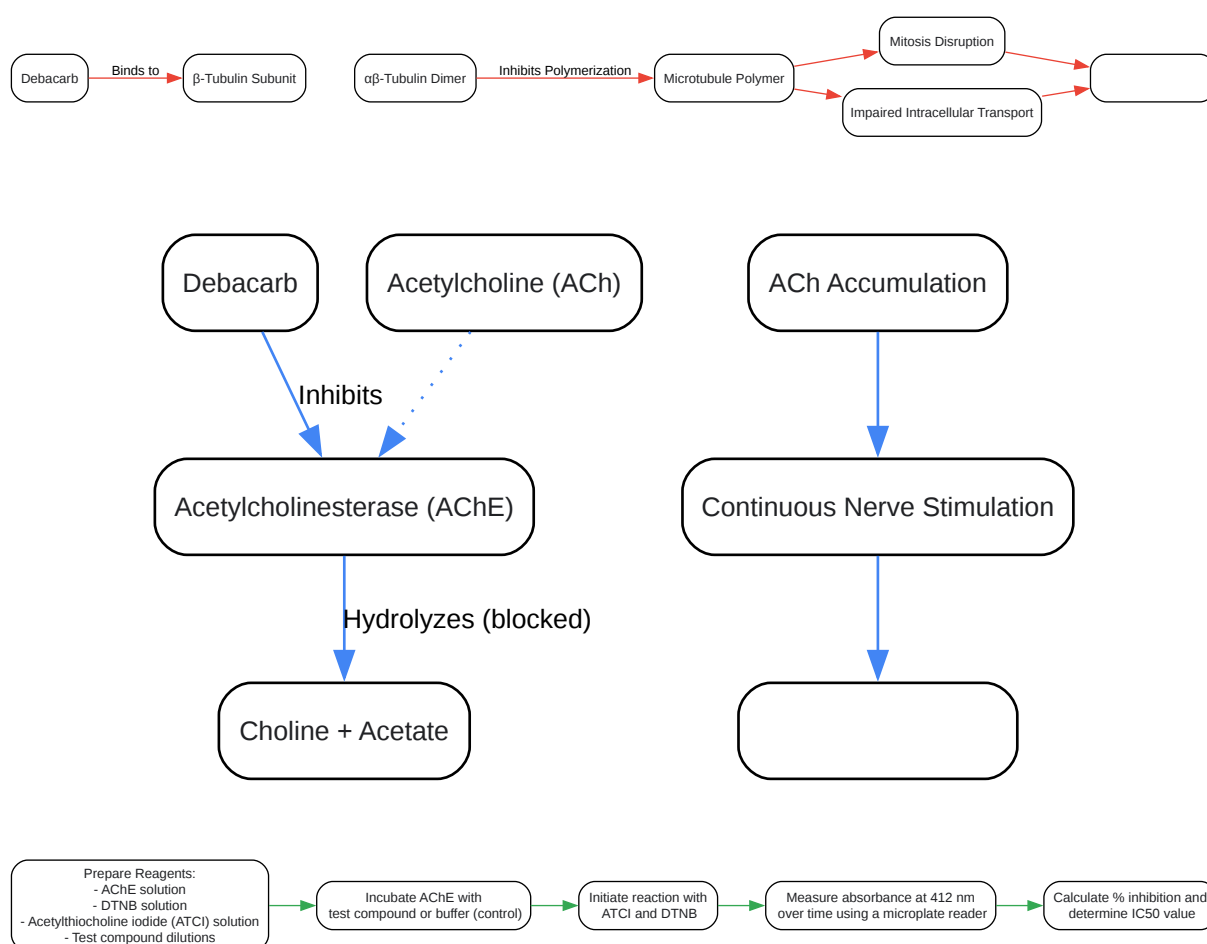 Debacarb
Binds to
β-Tubulin Subunit
αβ-Tubulin Dimer
Inhibits Polymerization
Microtubule Polymer
Mitosis Disruption
Impaired Intracellular Transport
Debacarb
Acetylcholine (ACh)
ACh Accumulation
Inhibits
Acetylcholinesterase (AChE)
Continuous Nerve Stimulation
Hydrolyzes (blocked)
Choline + Acetate
Prepare Reagents:
- AChE solution
- DTNB solution
- Acetylthiocholine iodide (ATCI) solution
- Test compound dilutions
Incubate AChE with
test compound or buffer (control)
Initiate reaction with
ATCI and DTNB
Measure absorbance at 412 nm
over time using a microplate reader
Calculate % inhibition and
determine IC50 value